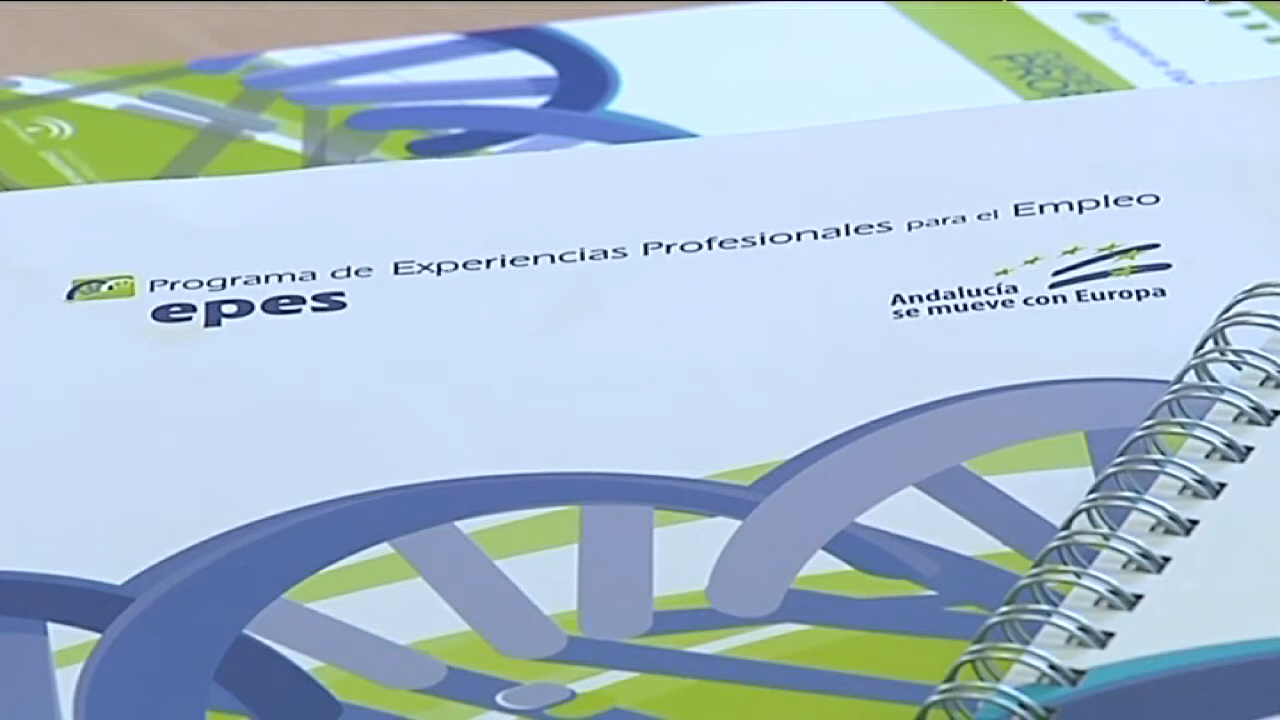 Programa de Experiencias Profesionales para el Empleo
epes
Andalucía
se mueve con Europa